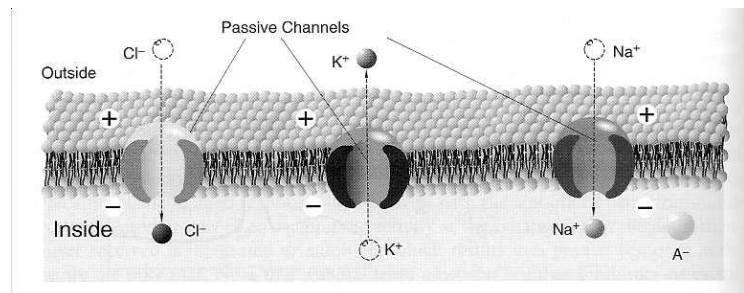 Passive Channels
Cl⁻
K⁺
Na⁺
Outside
+
+
+
−
−
−
Inside
Cl⁻
K⁺
Na⁺
A⁻